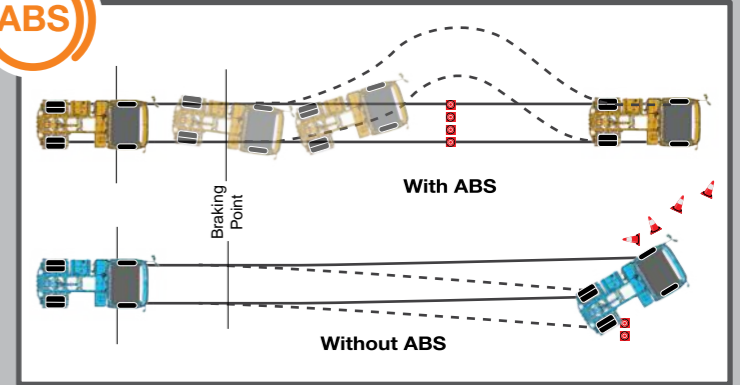 ABS
With ABS
Braking
Point
Without ABS